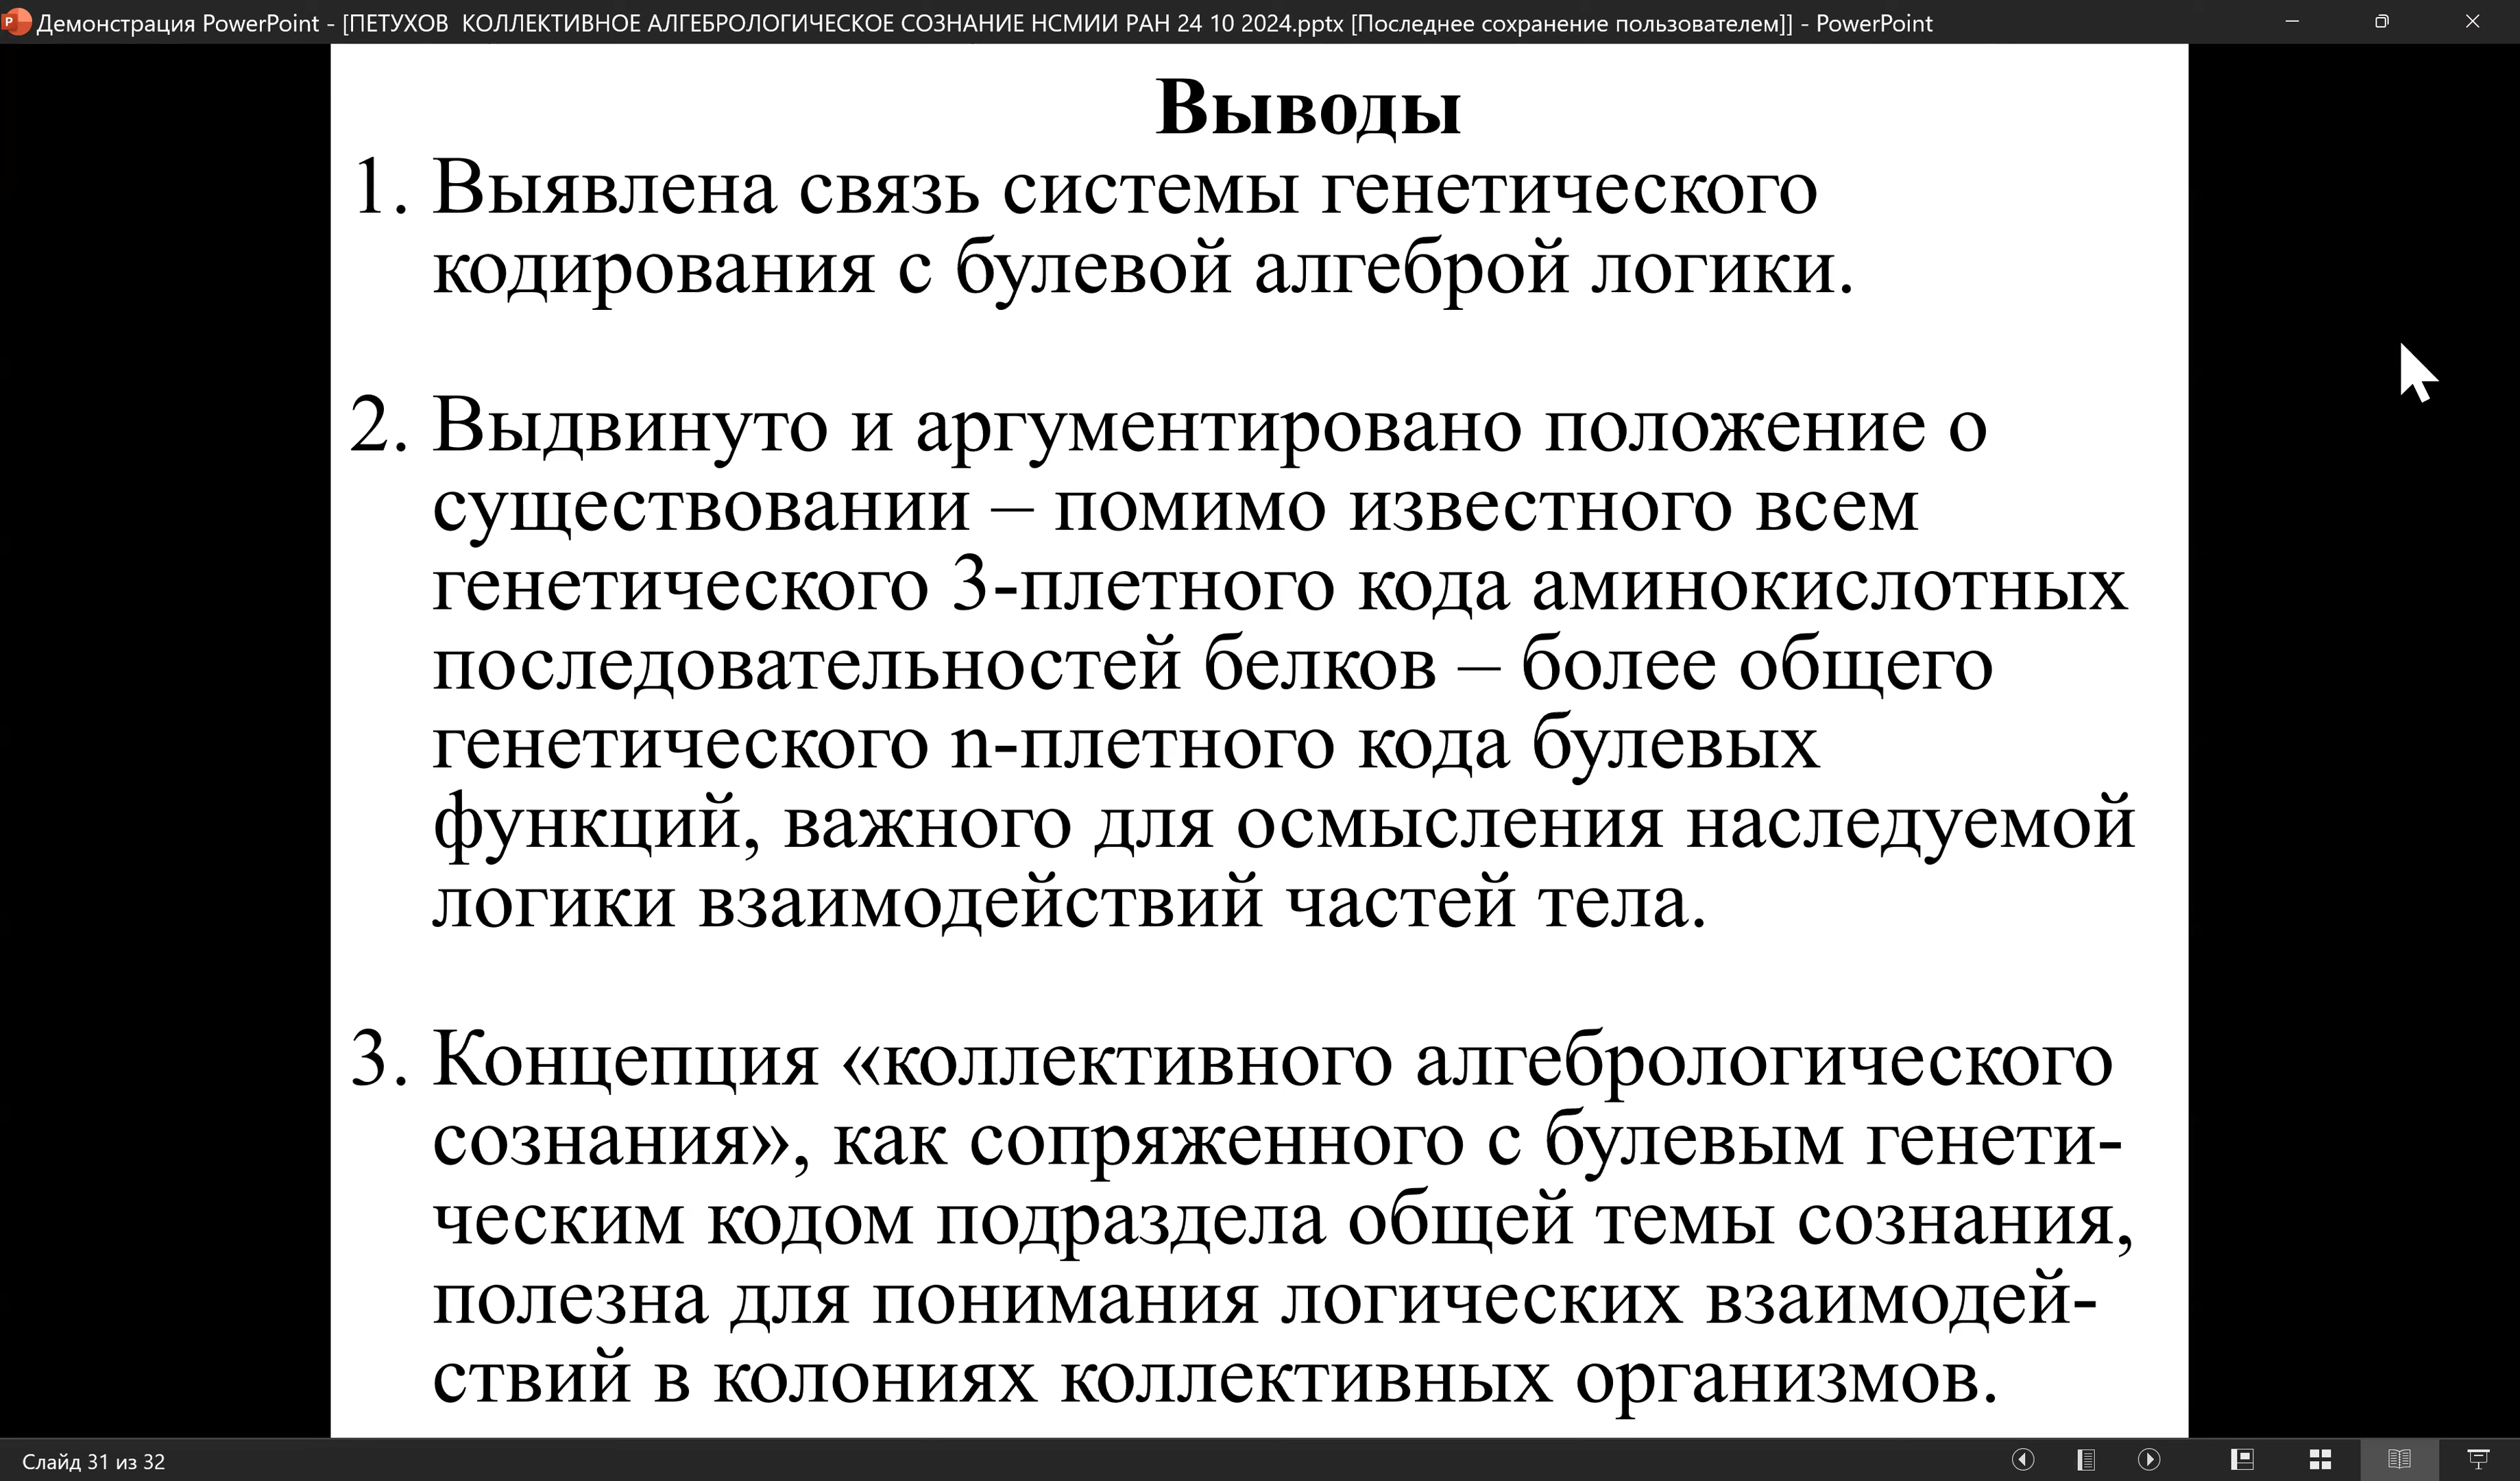 Демонстрация PowerPoint - [ПЕТУХОВ  КОЛЛЕКТИВНОЕ АЛГЕБРОЛОГИЧЕСКОЕ СОЗНАНИЕ НСМИИ РАН 24 10 2024.pptx [Последнее сохранение пользователем]] - PowerPoint
Выводы
1. Выявлена связь системы генетического
кодирования с булевой алгеброй логики.
2. Выдвинуто и аргументировано положение о
существовании – помимо известного всем
генетического 3-плетного кода аминокислотных
последовательностей белков – более общего
генетического n-плетного кода булевых
функций, важного для осмысления наследуемой
логики взаимодействий частей тела.
3. Концепция «коллективного алгебрологического
сознания», как сопряженного с булевым генети-
ческим кодом подраздела общей темы сознания,
полезна для понимания логических взаимодей-
ствий в колониях коллективных организмов.
Слайд 31 из 32